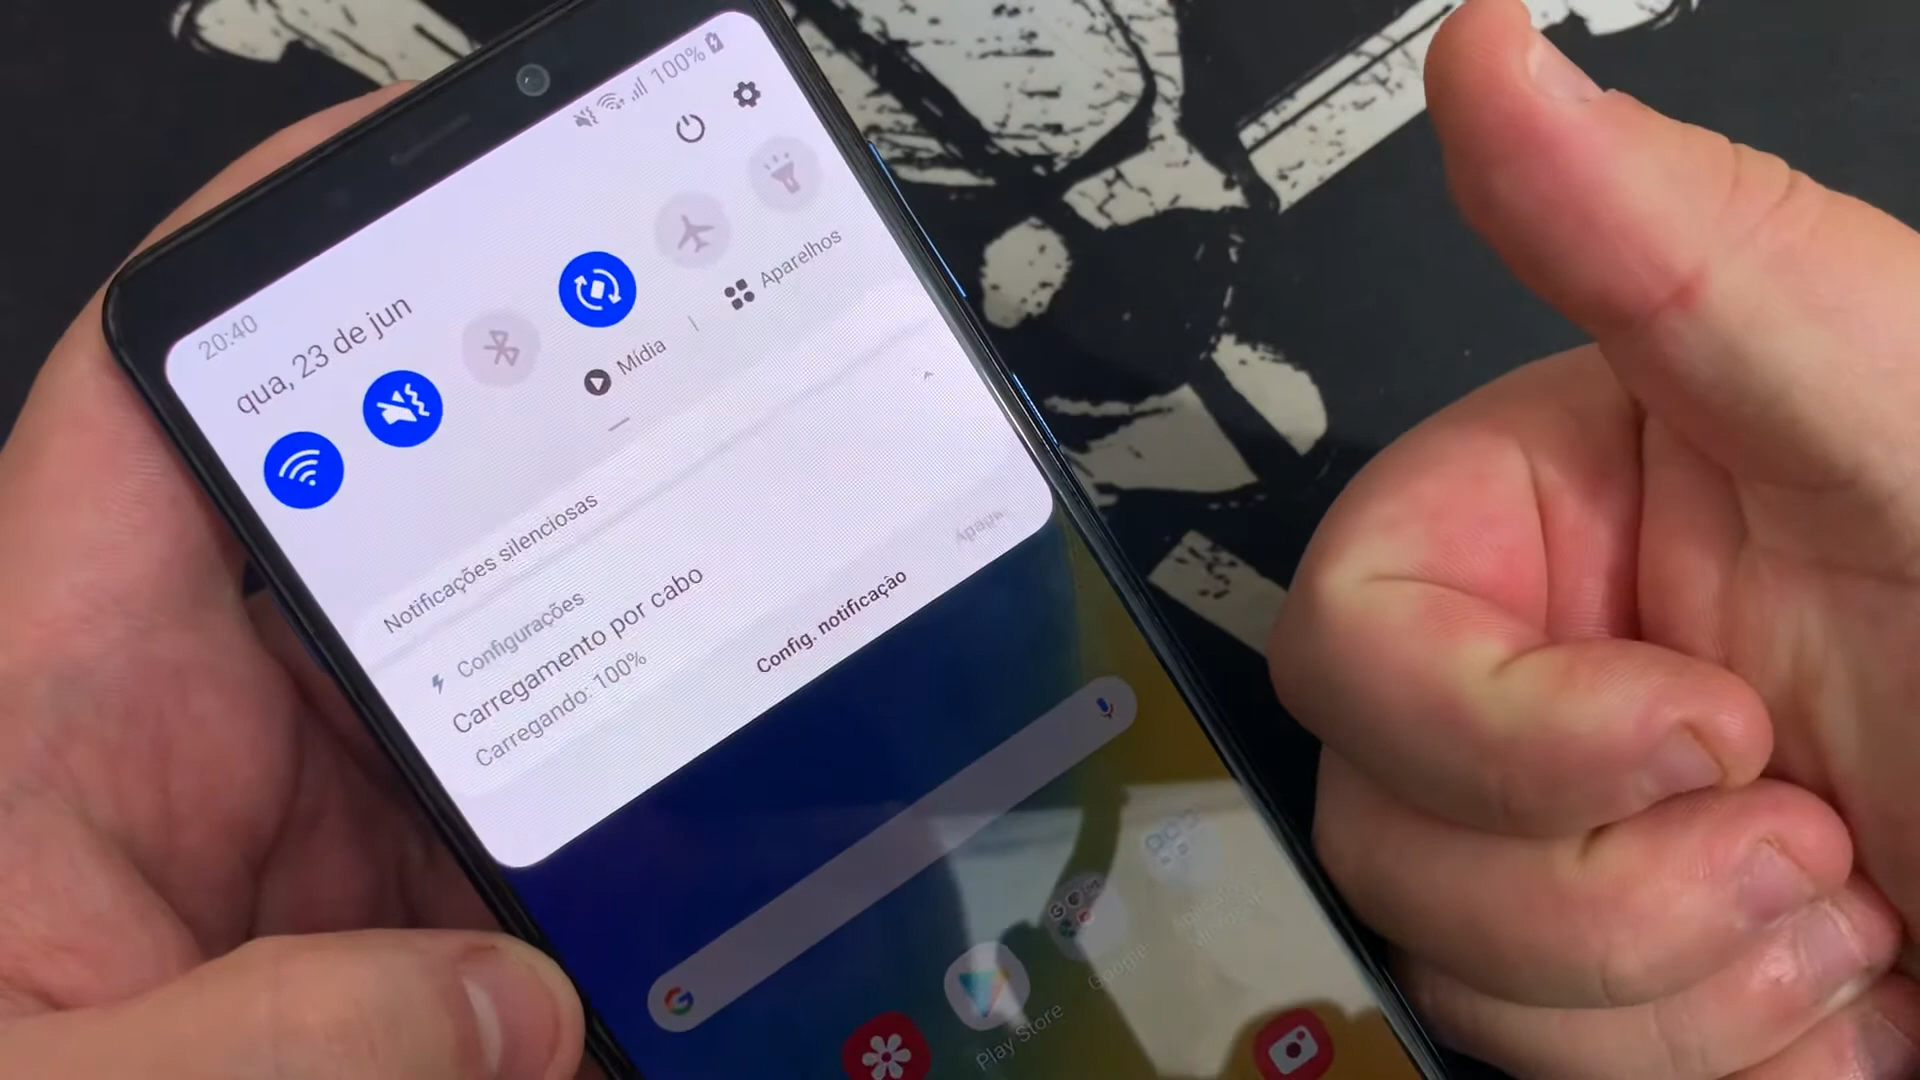 20:40
100%
qua, 23 de jun
Mídia
|
Aparelhos
Notificações silenciosas
Configurações
Carregamento por cabo
Carregando: 100%
Config. notificação
Apaga
G
Play Store
Google